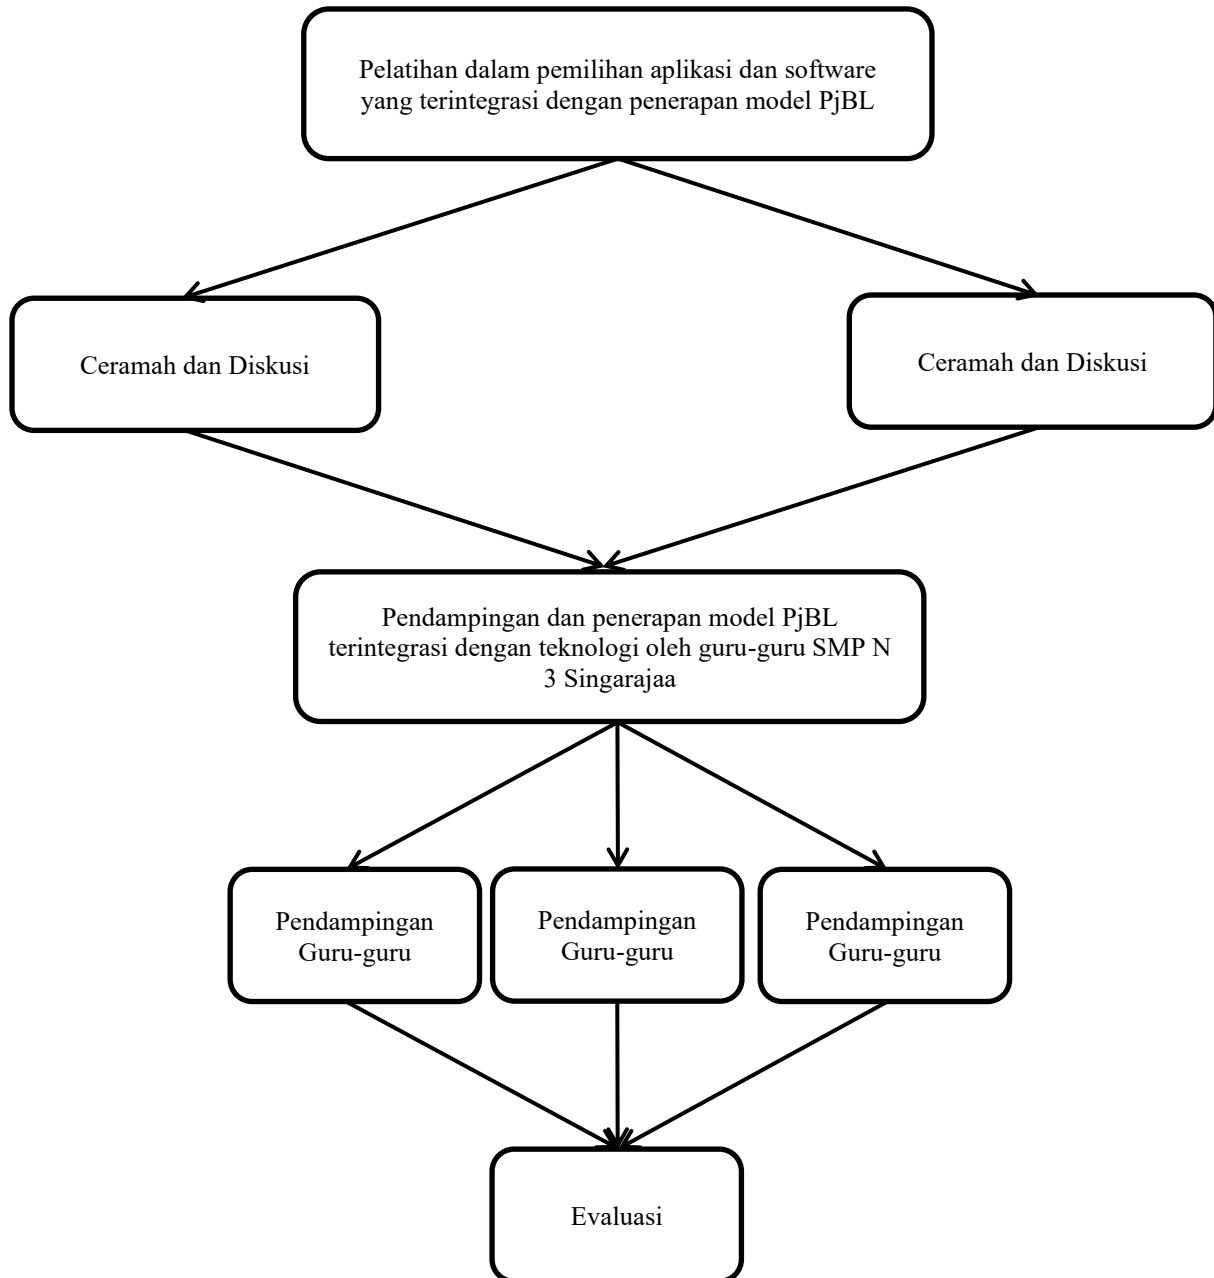 Pelatihan dalam pemilihan aplikasi dan software
yang terintegrasi dengan penerapan model PjBL
Ceramah dan Diskusi
Ceramah dan Diskusi
Pendampingan dan penerapan model PjBL
terintegrasi dengan teknologi oleh guru-guru SMP N
3 Singarajaa
Pendampingan
Guru-guru
Pendampingan
Guru-guru
Pendampingan
Guru-guru
Evaluasi